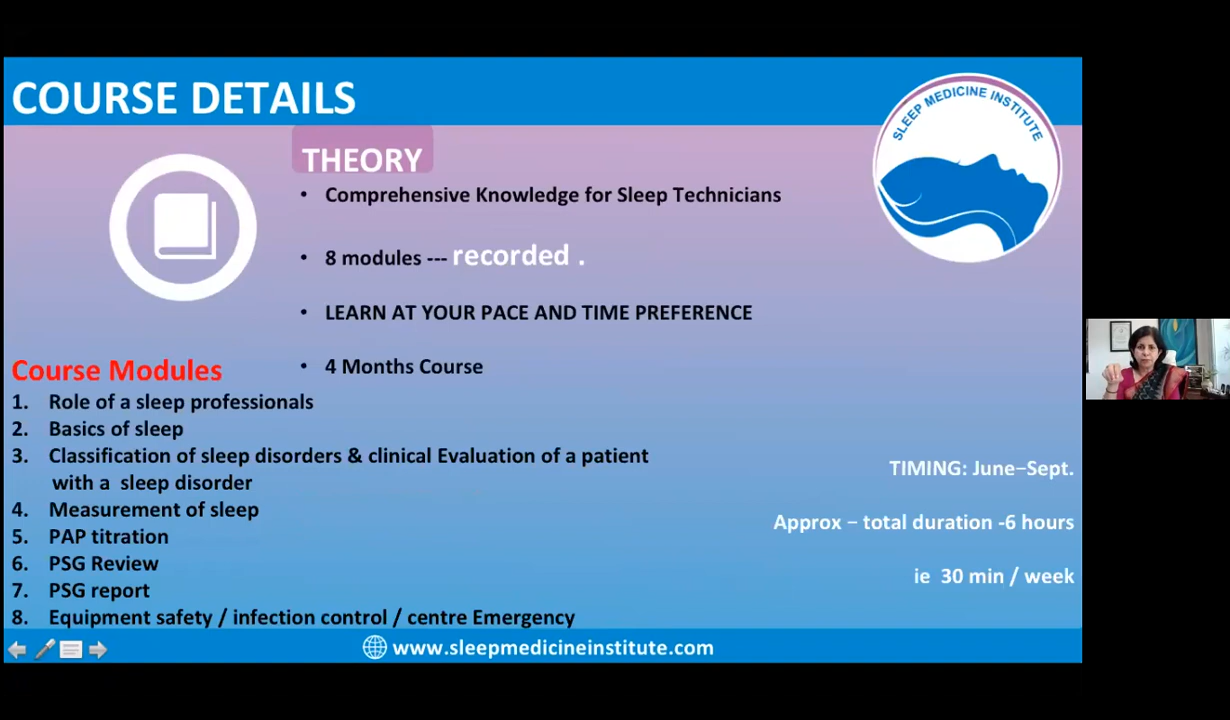 COURSE DETAILS
SLEEP MEDICINE INSTITUTE
THEORY
• Comprehensive Knowledge for Sleep Technicians
• 8 modules --- recorded .
• LEARN AT YOUR PACE AND TIME PREFERENCE
• 4 Months Course
Course Modules
1. Role of a sleep professionals
2. Basics of sleep
3. Classification of sleep disorders & clinical Evaluation of a patient
with a sleep disorder
4. Measurement of sleep
5. PAP titration
6. PSG Review
7. PSG report
8. Equipment safety / infection control / centre Emergency
TIMING: June–Sept.
Approx – total duration -6 hours
ie 30 min / week
www.sleepmedicineinstitute.com